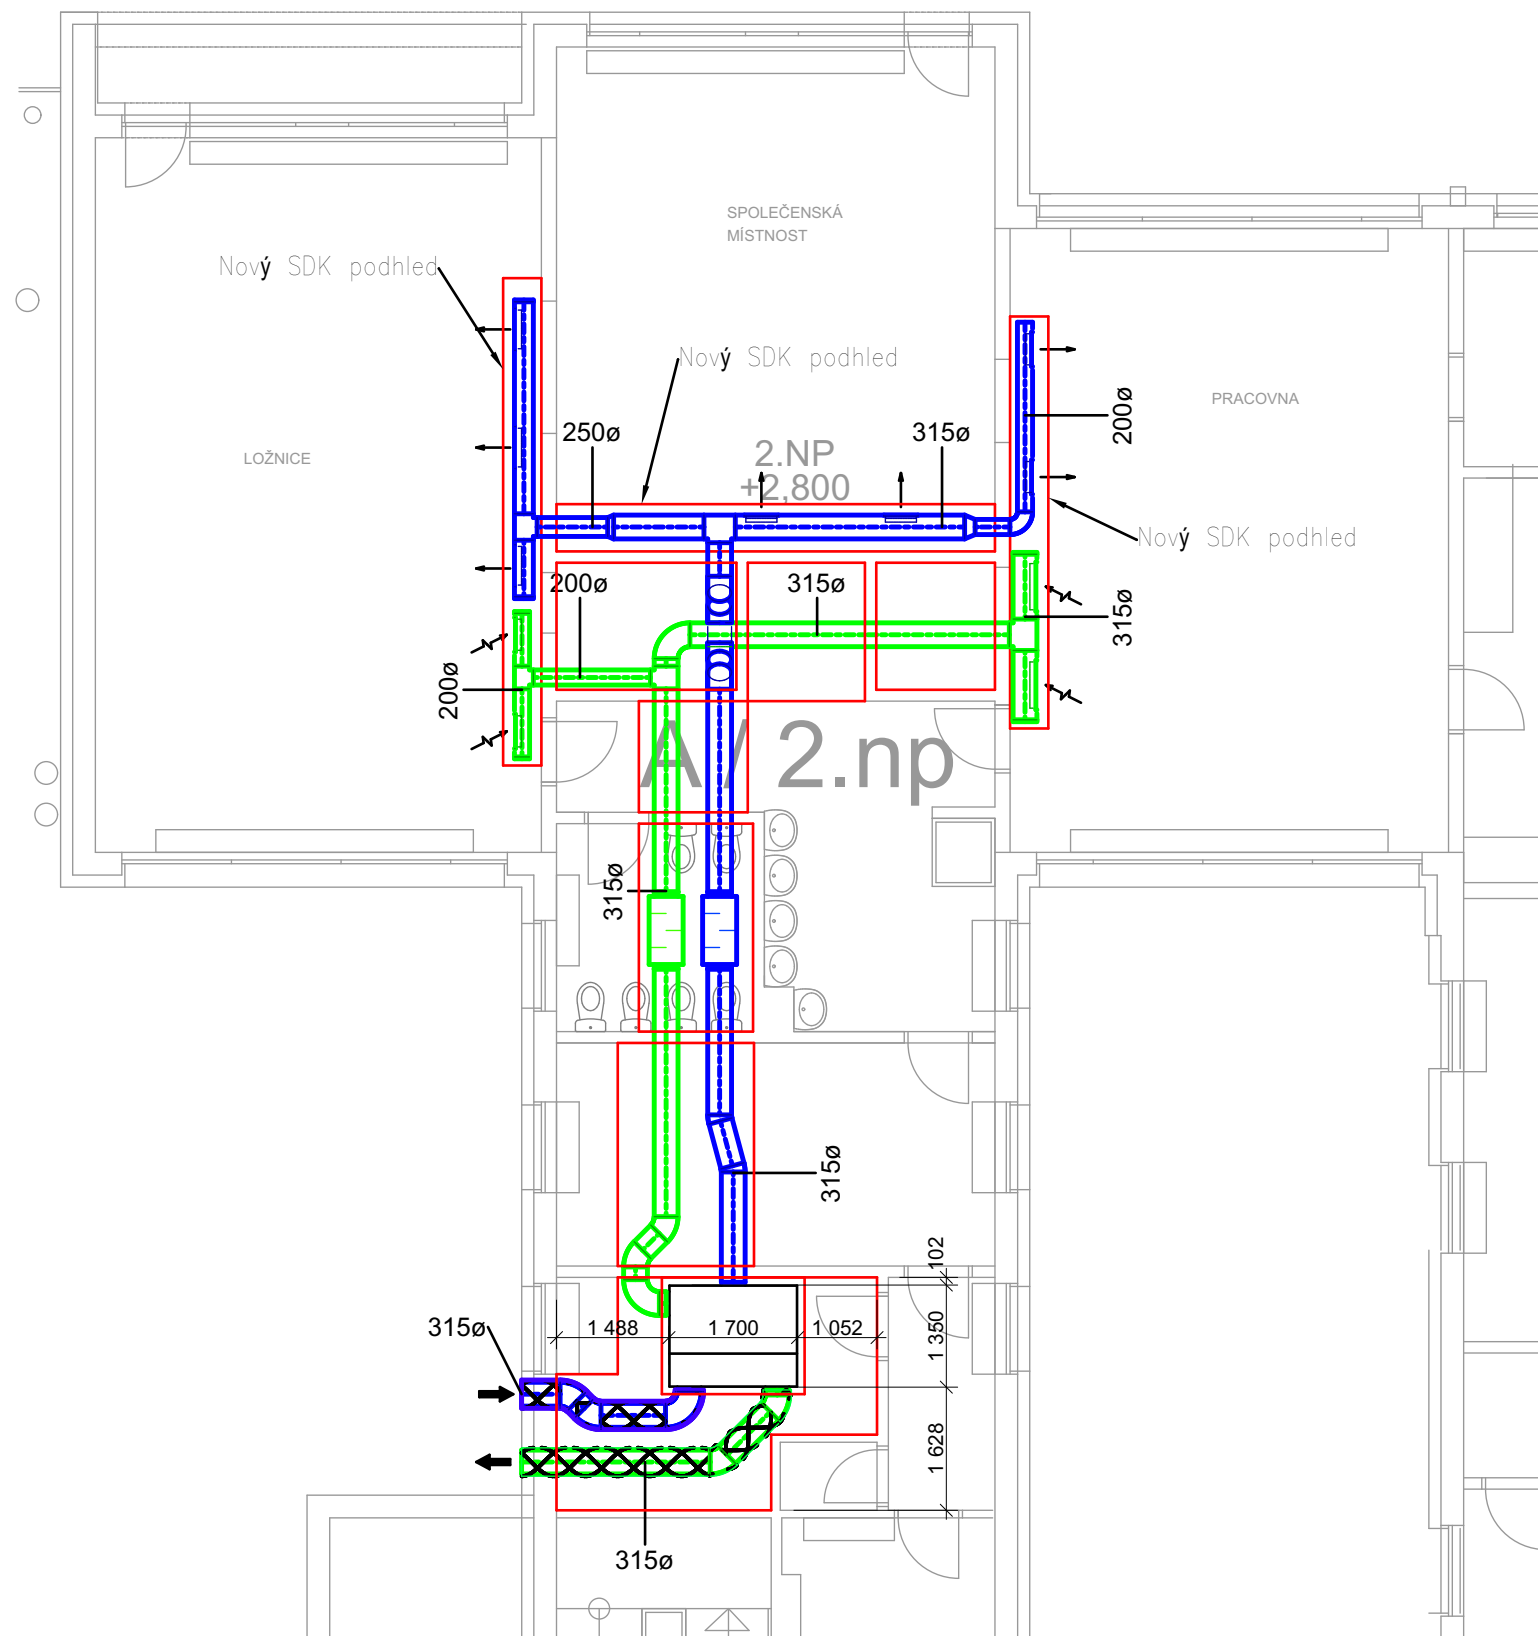 SPOLEČENSKÁ
MÍSTNOST
Nový SDK podhled
Nový SDK podhled
PRACOVNA
200ø
250ø
315ø
LOŽNICE
2.NP
+2,800
Nový SDK podhled
200ø
315ø
315ø
200ø
A / 2.np
315ø
315ø
102
1 350
315ø
1 488
1 700
1 052
1 628
315ø